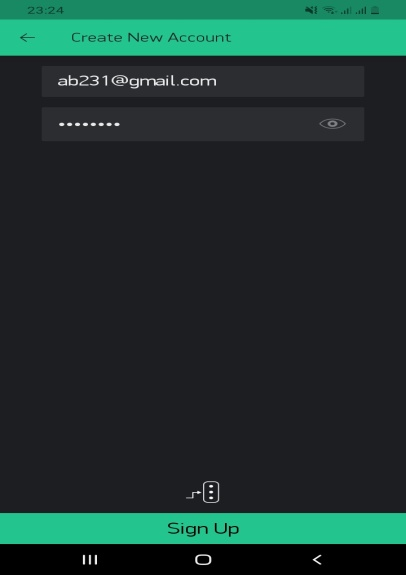 23:24
Create New Account
ab231@gmail.com
••••••••
Sign Up